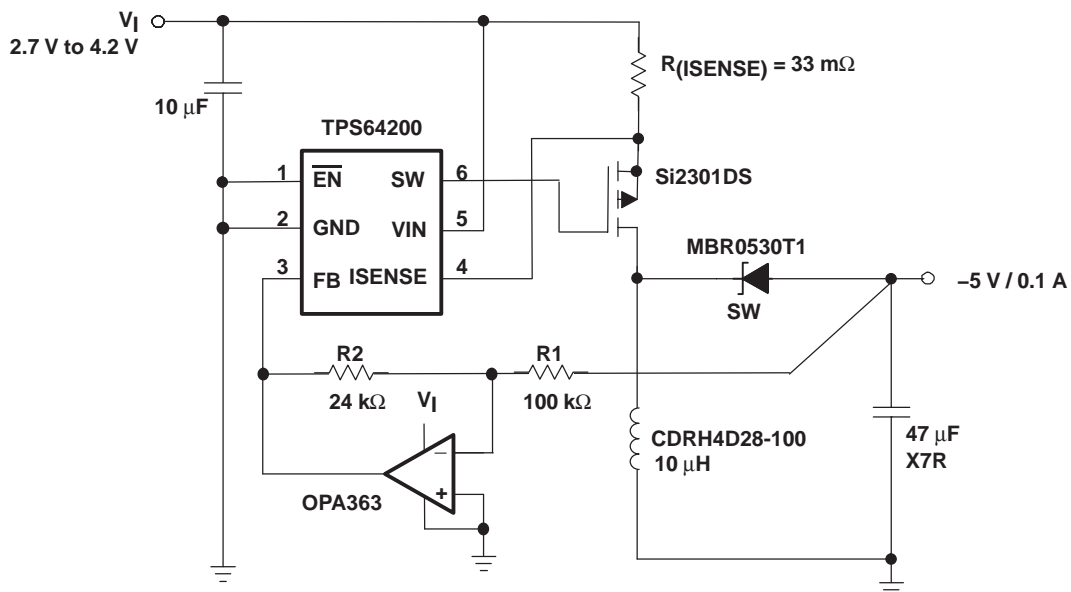 VI
2.7 V to 4.2 V
R(ISENSE) = 33 mΩ
10 μF
TPS64200
1
EN
SW
6
Si2301DS
2
GND
VIN
5
MBR0530T1
3
FB
ISENSE
4
–5 V / 0.1 A
SW
R2
R1
24 kΩ
VI
100 kΩ
CDRH4D28-100
10 μH
47 μF
X7R
–
+
OPA363